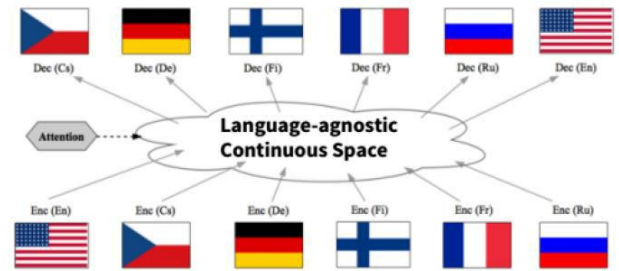 Dec (Cs) Dec (De) Dec (Fi) Dec (Fr) Dec (Ru) Dec (En)
Attention
Language-agnostic
Continuous Space
Enc (En) Enc (Cs) Enc (De) Enc (Fi) Enc (Fr) Enc (Ru)